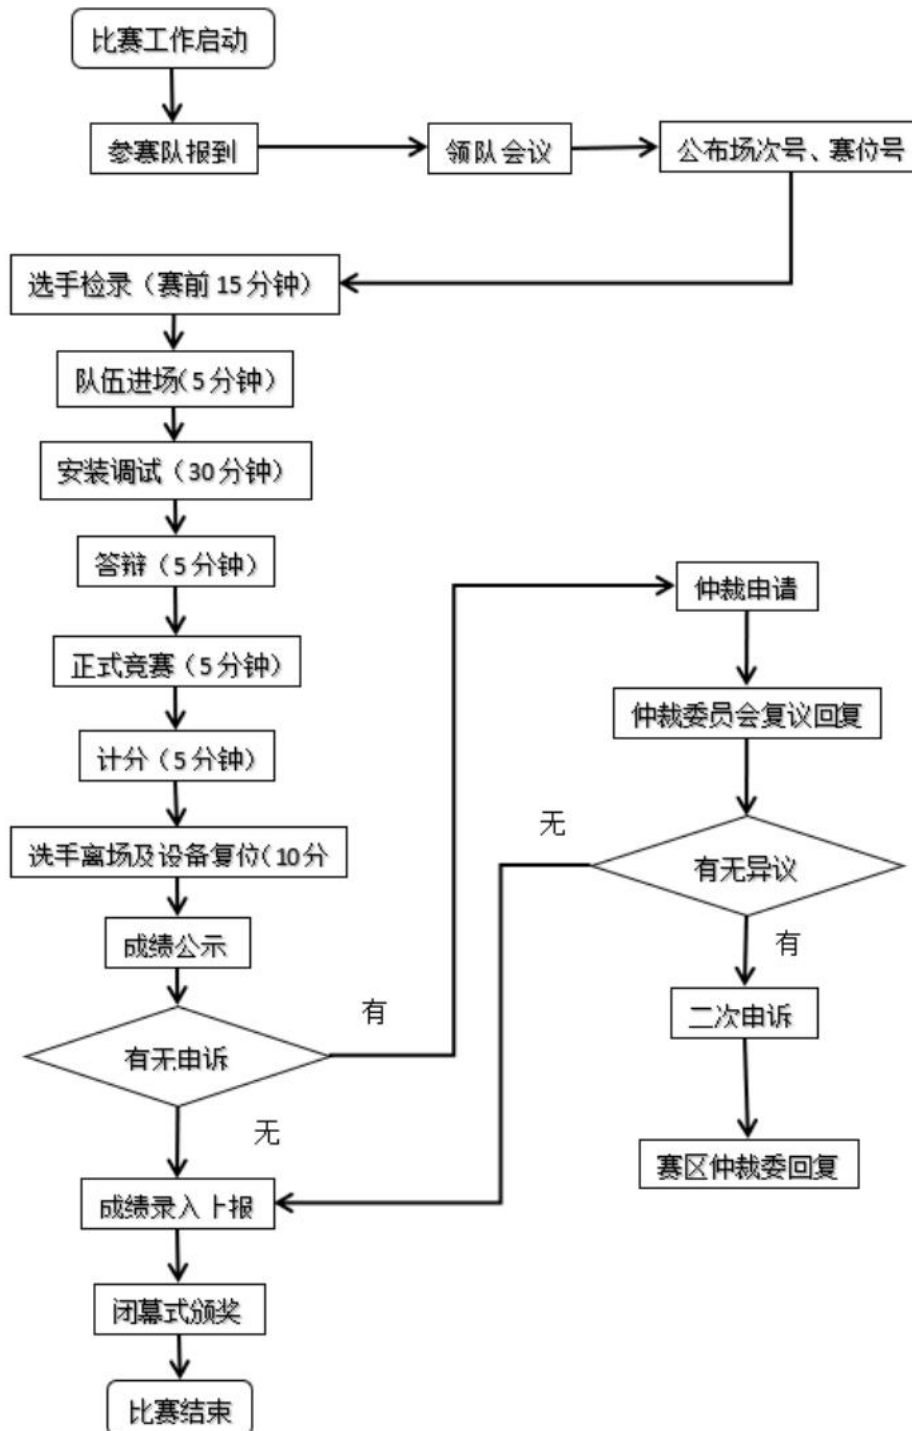 比赛工作启动
参赛队报到
领队会议
公布场次号、赛位号
选手检录（赛前 15 分钟）
队伍进场（5 分钟）
安装调试（30 分钟）
答辩（5 分钟）
正式竞赛（5 分钟）
计分（5 分钟）
选手离场及设备复位（10 分
成绩公示
有无申诉
有
无
成绩录入上报
闭幕式颁奖
比赛结束
仲裁申请
仲裁委员会复议回复
有无异议
无
有
二次申诉
赛区仲裁委回复